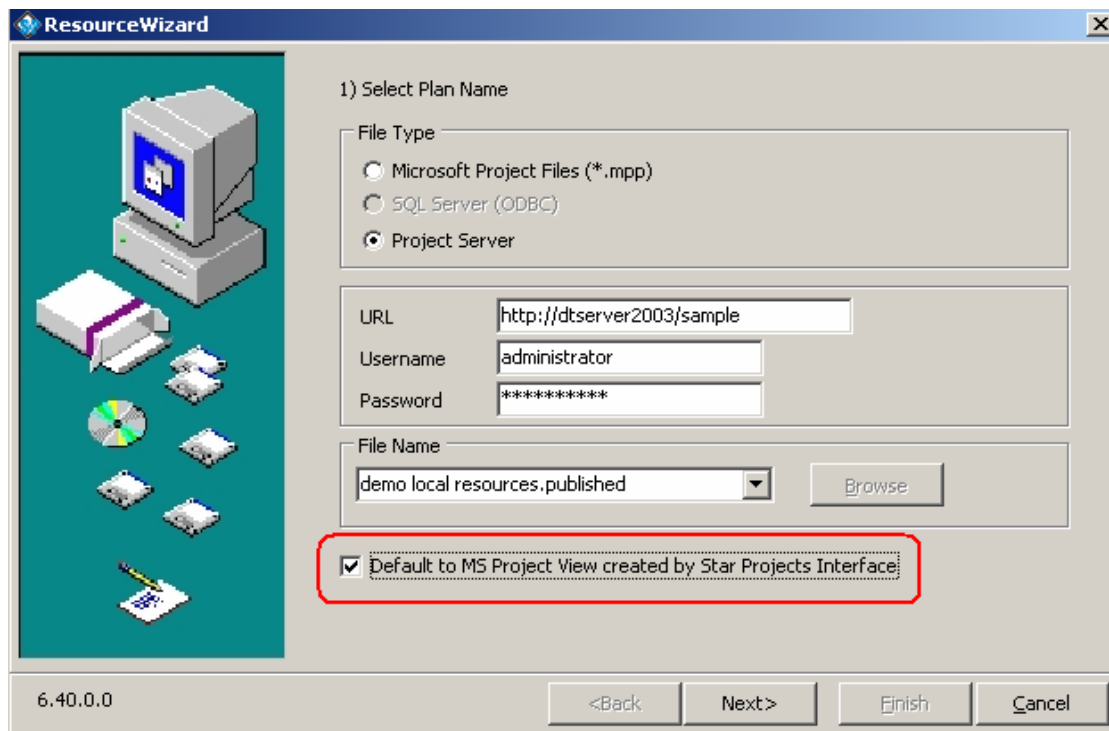 ResourceWizard
1) Select Plan Name
File Type
Microsoft Project Files (*.mpp)
SQL Server (ODBC)
Project Server
URL
http://dtserver2003/sample
Username
administrator
Password
**********
File Name
demo local resources.published
Browse
Default to MS Project View created by Star Projects Interface
6.40.0.0
<Back
Next>
Finish
Cancel